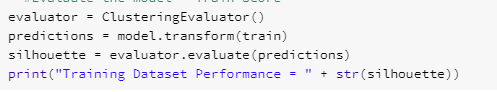 evaluator = ClusteringEvaluator()
predictions = model.transform(train)
silhouette = evaluator.evaluate(predictions)
print("Training Dataset Performance = " + str(silhouette))